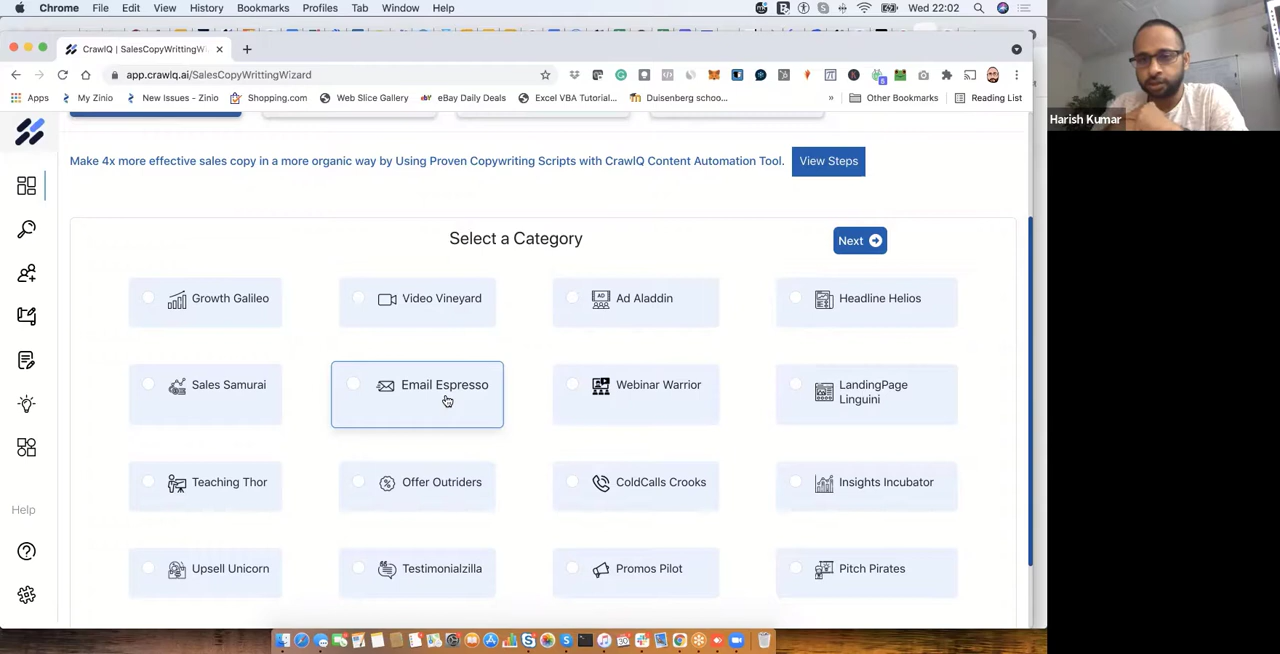 Chrome File Edit View History Bookmarks Profiles Tab Window Help Wed 22:02
CrawlQ | SalesCopyWrittingWi
app.crawlq.ai/SalesCopyWrittingWizard
Apps My Zinio New Issues - Zinio Shopping.com Web Slice Gallery eBay Daily Deals Excel VBA Tutorial... Duisenberg schoo... » Other Bookmarks Reading List
Harish Kumar
Make 4x more effective sales copy in a more organic way by Using Proven Copywriting Scripts with CrawlQ Content Automation Tool. View Steps
Select a Category Next
Growth Galileo Video Vineyard Ad Aladdin Headline Helios
Sales Samurai Email Espresso Webinar Warrior LandingPage
Linguini
Teaching Thor Offer Outriders ColdCalls Crooks Insights Incubator
Help
Upsell Unicorn Testimonialzilla Promos Pilot Pitch Pirates